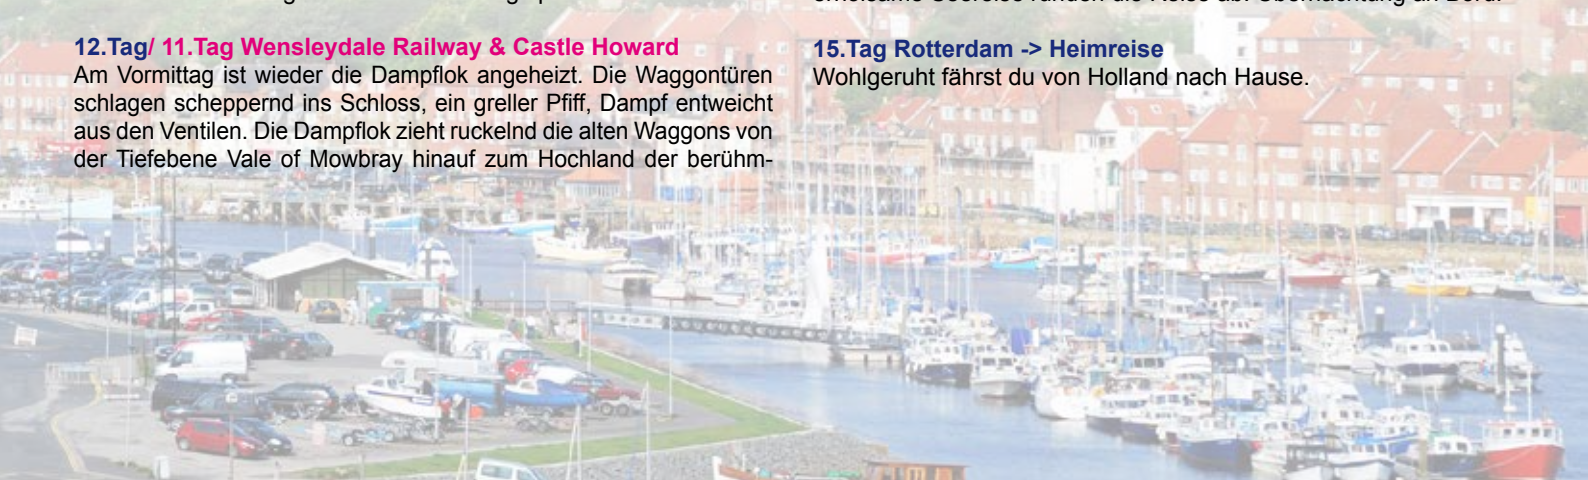 12.Tag/ 11.Tag Wensleydale Railway & Castle Howard
Am Vormittag ist wieder die Dampflok angeheizt. Die Waggontüren
schlagen scheppernd ins Schloss, ein greller Pfiff, Dampf entweicht
aus den Ventilen. Die Dampflok zieht ruckelnd die alten Waggons von
der Tiefebene Vale of Mowbray hinauf zum Hochland der berühm-
15.Tag Rotterdam -> Heimreise
Wohlgeruht fährst du von Holland nach Hause.